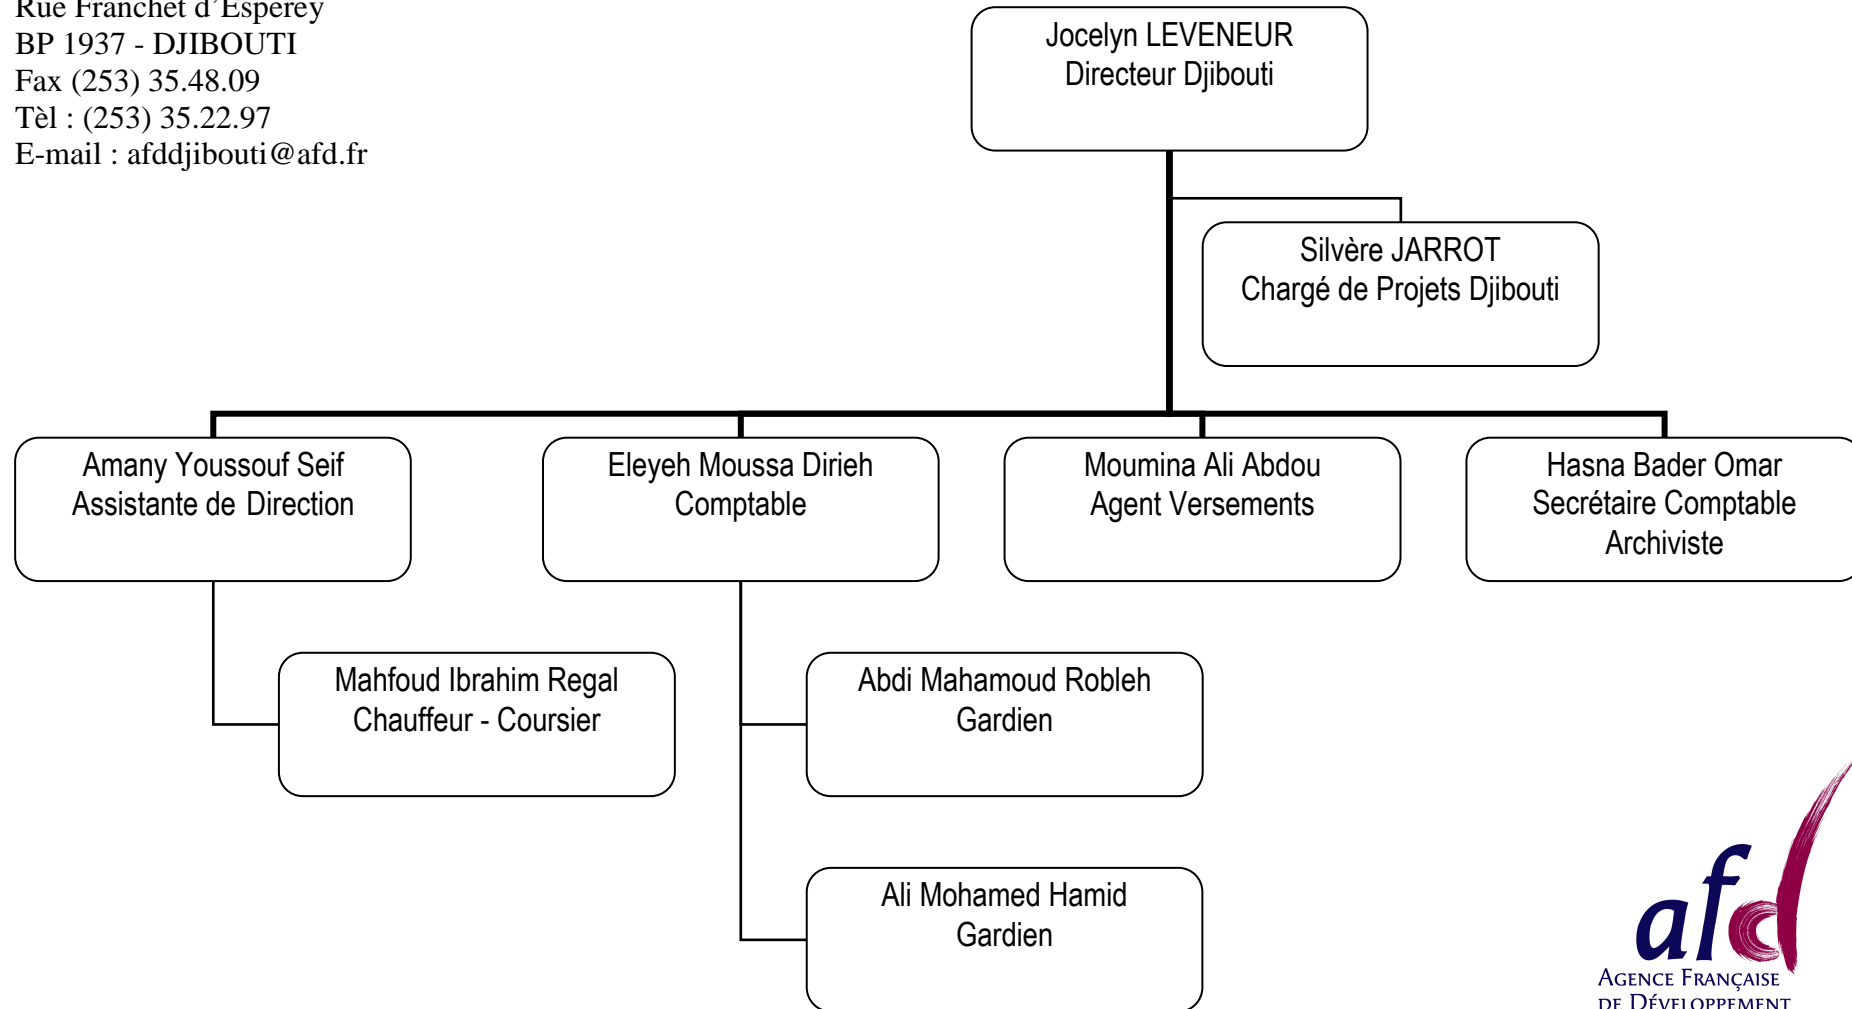 Rue Franchet d’Esperey
BP 1937 - DJIBOUTI
Fax (253) 35.48.09
Tèl : (253) 35.22.97
E-mail : afddjibouti@afd.fr
Jocelyn LEVENEUR
Directeur Djibouti
Silvère JARROT
Chargé de Projets Djibouti
Amany Youssouf Seif
Assistante de Direction
Eleyeh Moussa Dirieh
Comptable
Moumina Ali Abdou
Agent Versements
Hasna Bader Omar
Secrétaire Comptable
Archiviste
Mahfoud Ibrahim Regal
Chauffeur - Coursier
Abdi Mahamoud Robleh
Gardien
Ali Mohamed Hamid
Gardien
afd
AGENCE FRANÇAISE
DE DÉVELOPPEMENT